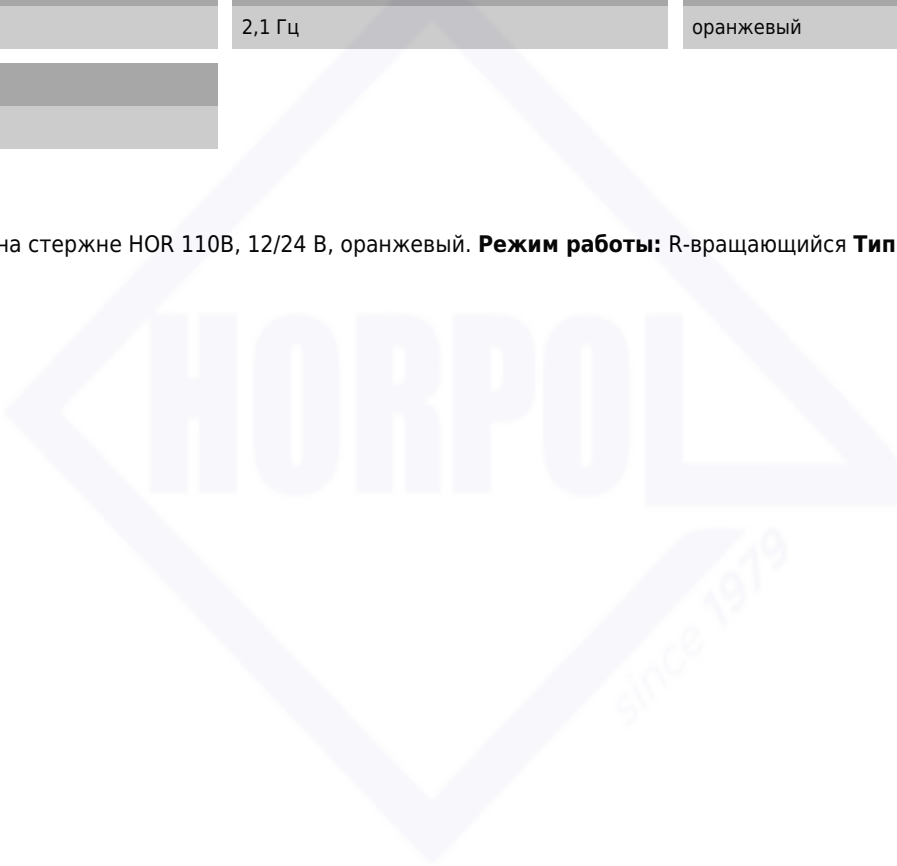 2,1 Гц
оранжевый
на стержне HOR 110B, 12/24 В, оранжевый. Режим работы: R-вращающийся Тип
HORPOL
since 1979